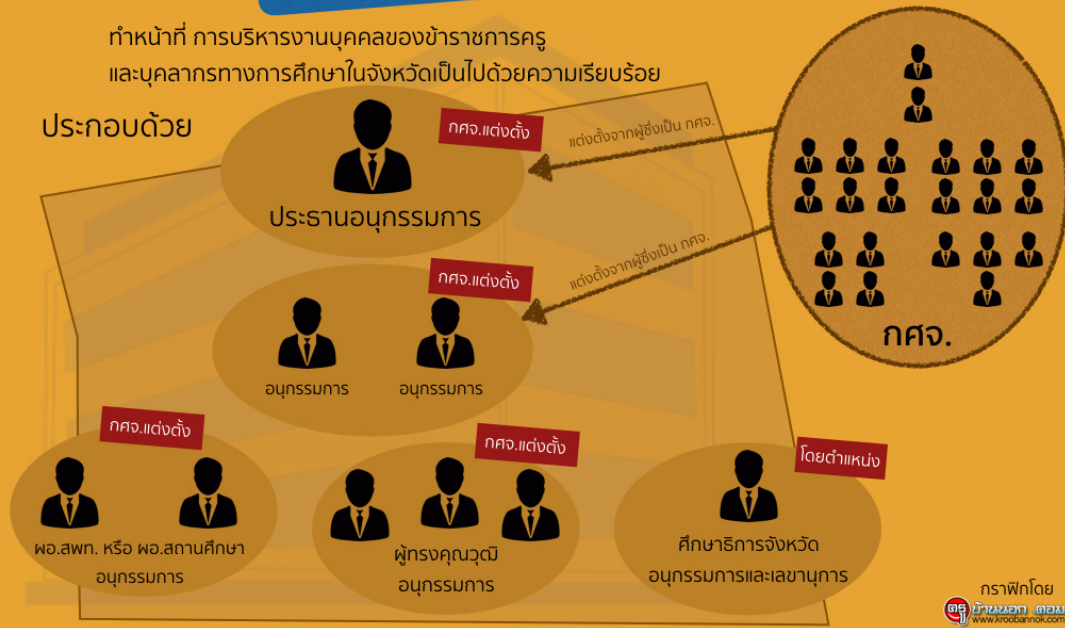 ทำหน้าที่ การบริหารงานบุคคลของข้าราชการครู
และบุคลากรทางการศึกษาในจังหวัดเป็นไปด้วยความเรียบร้อย
ประกอบด้วย
กศจ.แต่งตั้ง
แต่งตั้งจากผู้ซึ่งเป็น กศจ.
ประธานอนุกรรมการ
กศจ.แต่งตั้ง
แต่งตั้งจากผู้ซึ่งเป็น กศจ.
กศจ.
อนุกรรมการ
อนุกรรมการ
กศจ.แต่งตั้ง
ผอ.สพท. หรือ ผอ.สถานศึกษา
อนุกรรมการ
กศจ.แต่งตั้ง
ผู้ทรงคุณวุฒิ
อนุกรรมการ
โดยตำแหน่ง
ศึกษาธิการจังหวัด
อนุกรรมการและเลขานุการ
กราฟิกโดย
ครูบ้านนอก ดอม
www.kroobannok.com